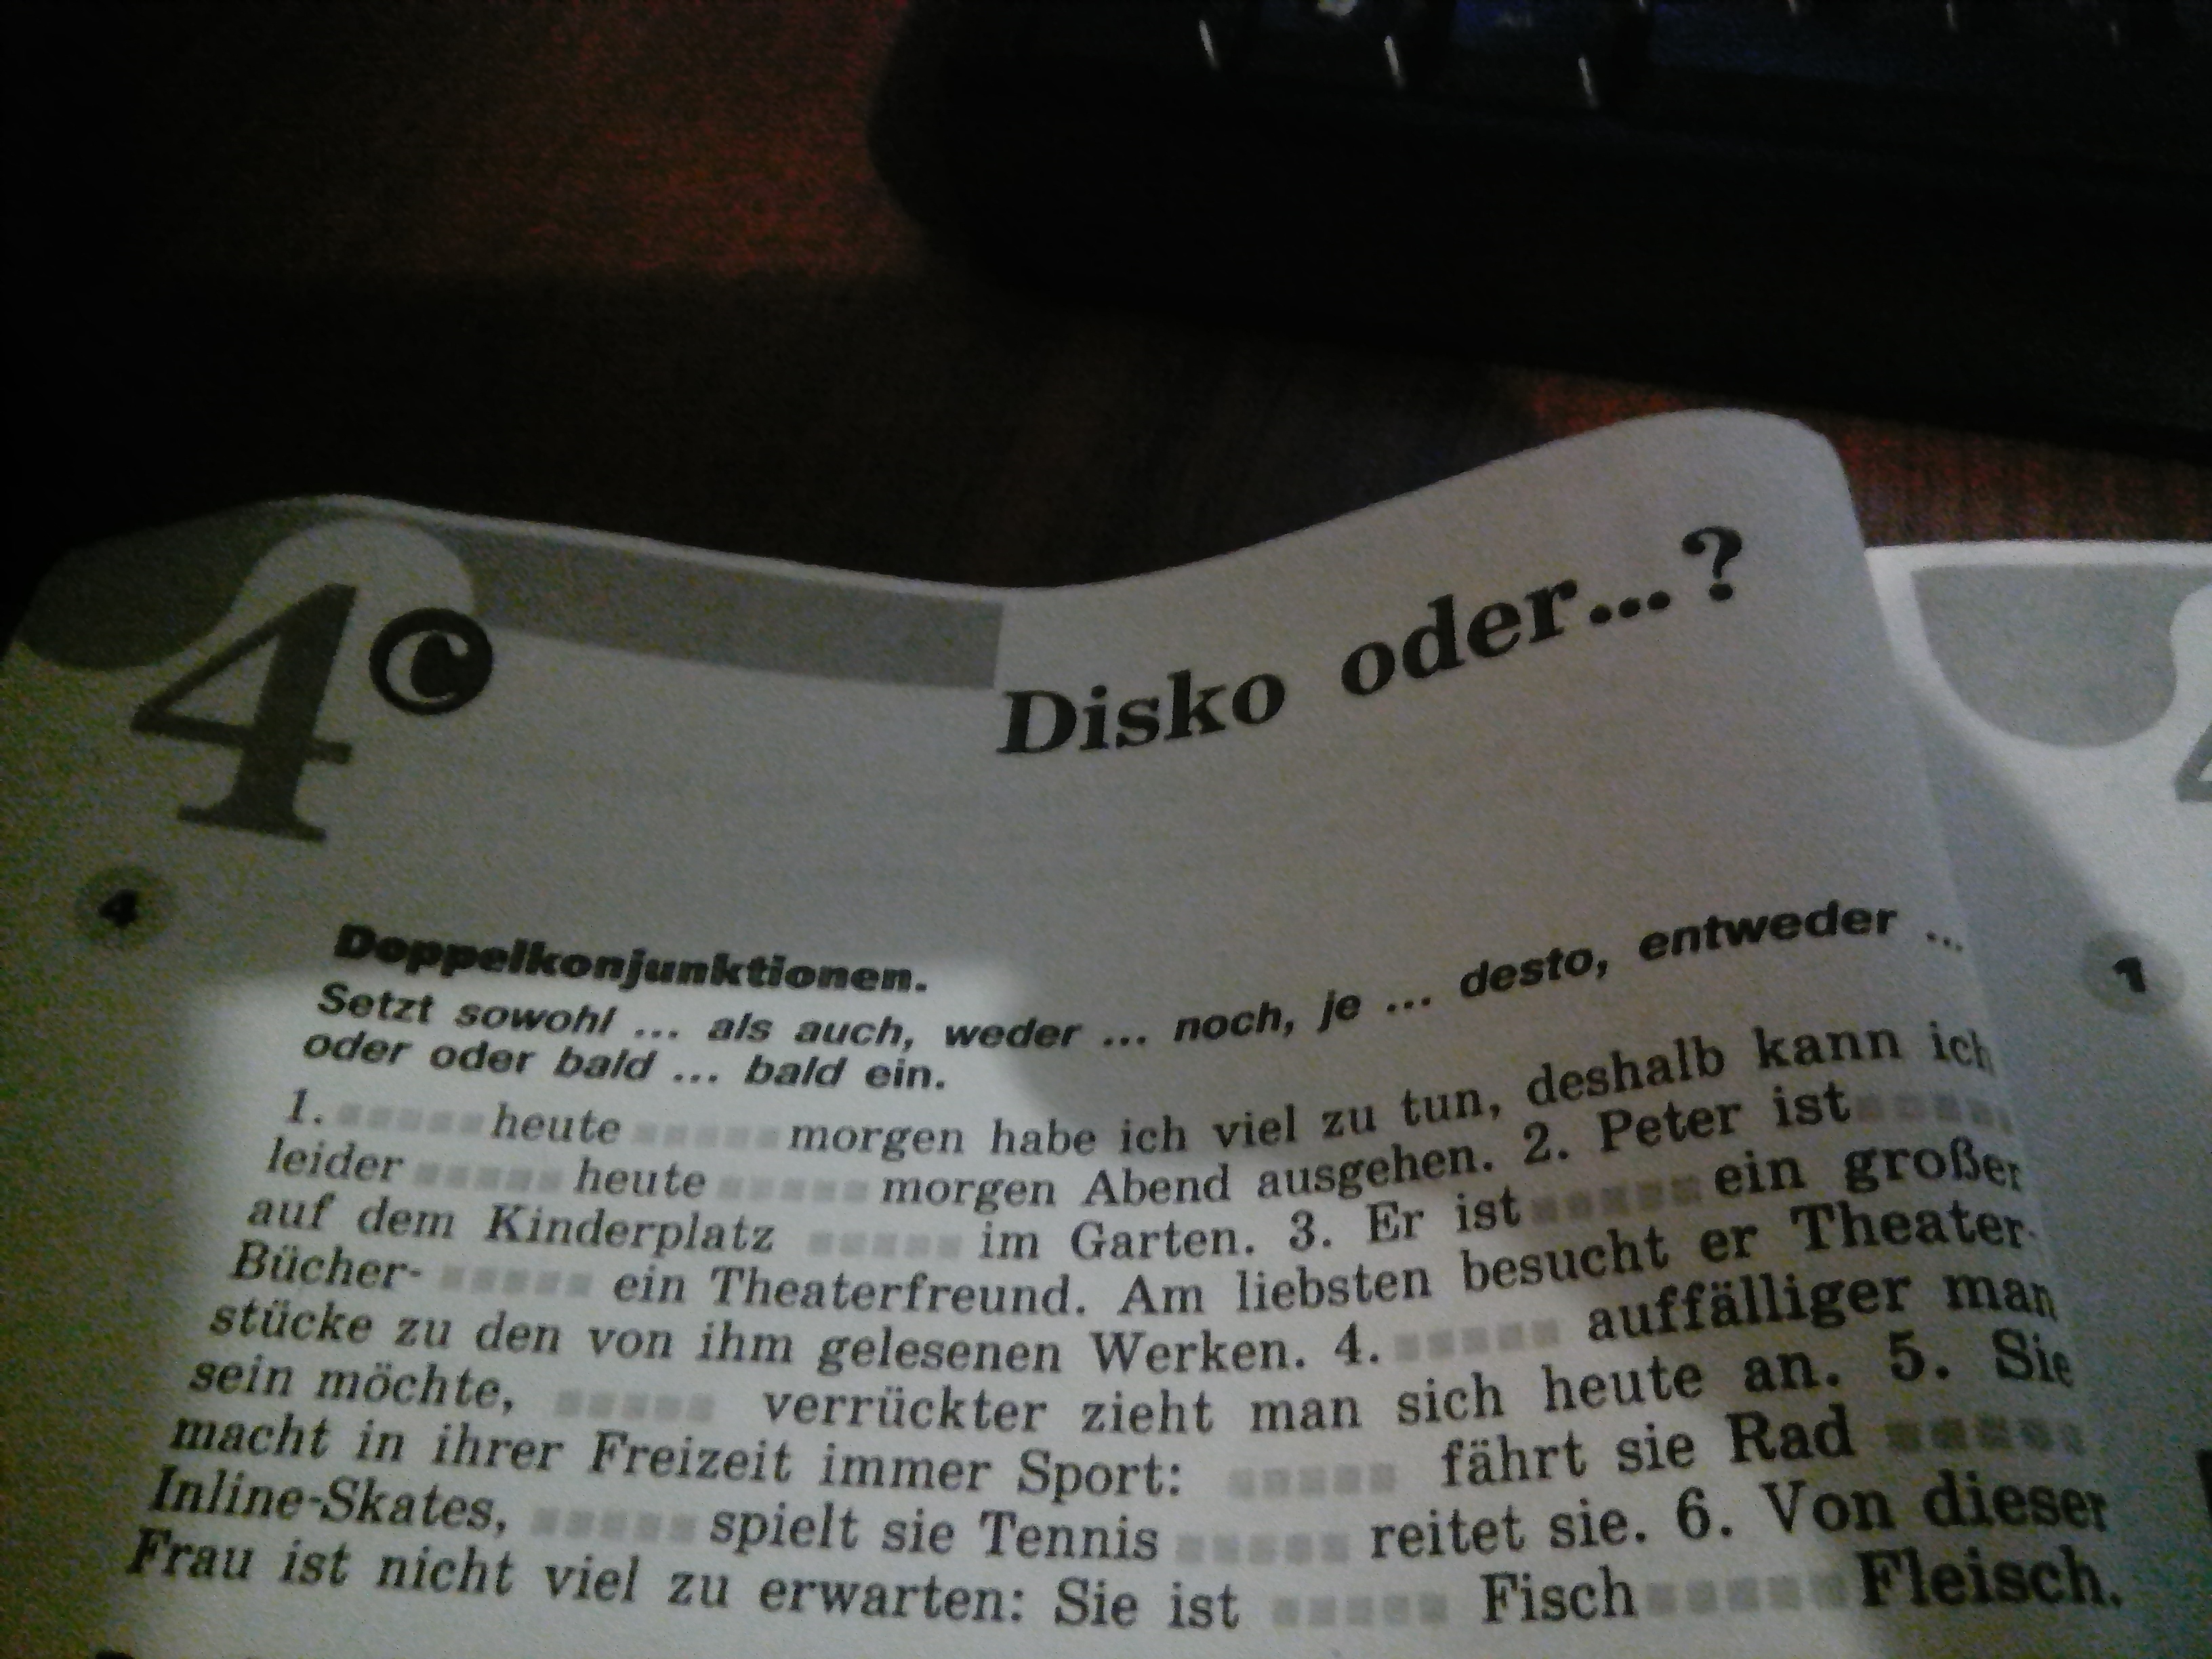 4C
Disko oder...?
4
Doppelkonjunktionen.
Setzt sowohl ... als auch, weder ... noch, je ... desto, entweder ...
oder oder bald ... bald ein.
1. heute morgen habe ich viel zu tun, deshalb kann ich
leider heute morgen Abend ausgehen. 2. Peter ist
auf dem Kinderplatz im Garten. 3. Er ist ein großer
Bücher- ein Theaterfreund. Am liebsten besucht er Theater-
stücke zu den von ihm gelesenen Werken. 4. auffälliger man
sein möchte, verrückter zieht man sich heute an. 5. Sie
macht in ihrer Freizeit immer Sport: fährt sie Rad
Inline-Skates, spielt sie Tennis reitet sie. 6. Von dieser
Frau ist nicht viel zu erwarten: Sie ist Fisch Fleisch.
1